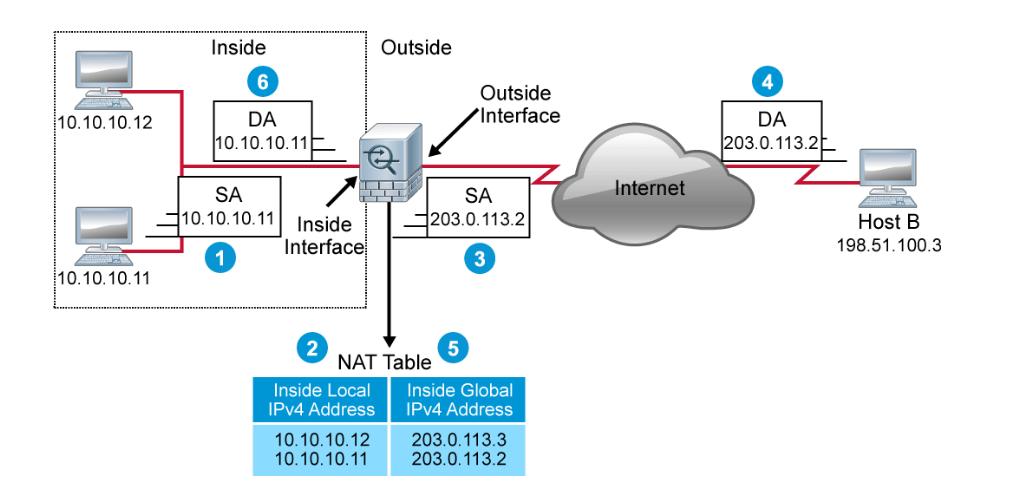 Inside
Outside
6
4
DA
10.10.10.11
Outside
Interface
DA
203.0.113.2
10.10.10.12
Internet
SA
10.10.10.11
Inside
Interface
SA
203.0.113.2
Host B
198.51.100.3
1
3
10.10.10.11
2
NAT Table
5
Inside Local
IPv4 Address
Inside Global
IPv4 Address
10.10.10.12
203.0.113.3
10.10.10.11
203.0.113.2